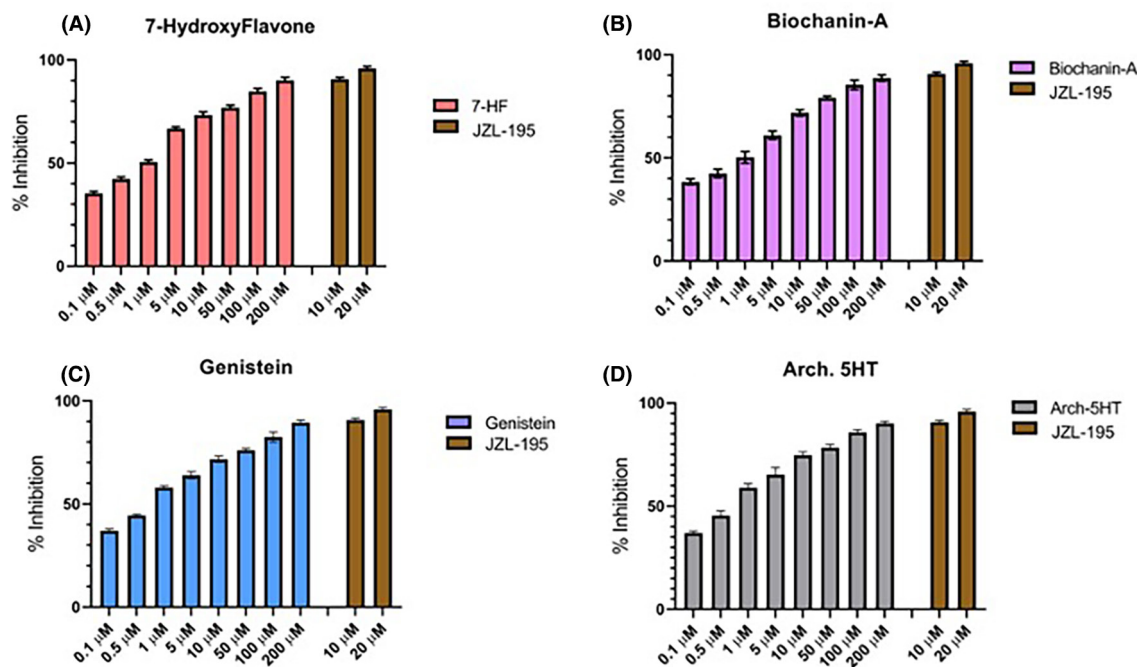 (A)
7-HydroxyFlavone
% Inhibition
100
50
0
0.1 μM
0.5 μM
1 μM
5 μM
10 μM
50 μM
100 μM
200 μM
10 μM
20 μM
7-HF
JZL-195
(B)
Biochanin-A
% Inhibition
100
50
0
0.1 μM
0.5 μM
1 μM
5 μM
10 μM
50 μM
100 μM
200 μM
10 μM
20 μM
Biochanin-A
JZL-195
(C)
Genistein
% Inhibition
100
50
0
0.1 μM
0.5 μM
1 μM
5 μM
10 μM
50 μM
100 μM
200 μM
10 μM
20 μM
Genistein
JZL-195
(D)
Arch. 5HT
% Inhibition
100
50
0
0.1 μM
0.5 μM
1 μM
5 μM
10 μM
50 μM
100 μM
200 μM
10 μM
20 μM
Arch-5HT
JZL-195